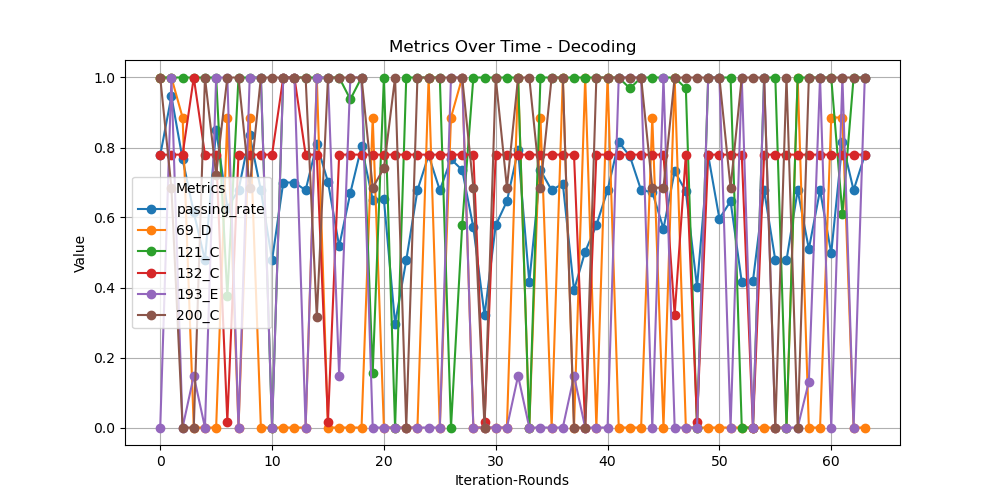 Metrics Over Time - Decoding
Value
1.0
0.8
0.6
0.4
0.2
0.0
Metrics
passing_rate
69_D
121_C
132_C
193_E
200_C
0 10 20 30 40 50 60
Iteration-Rounds